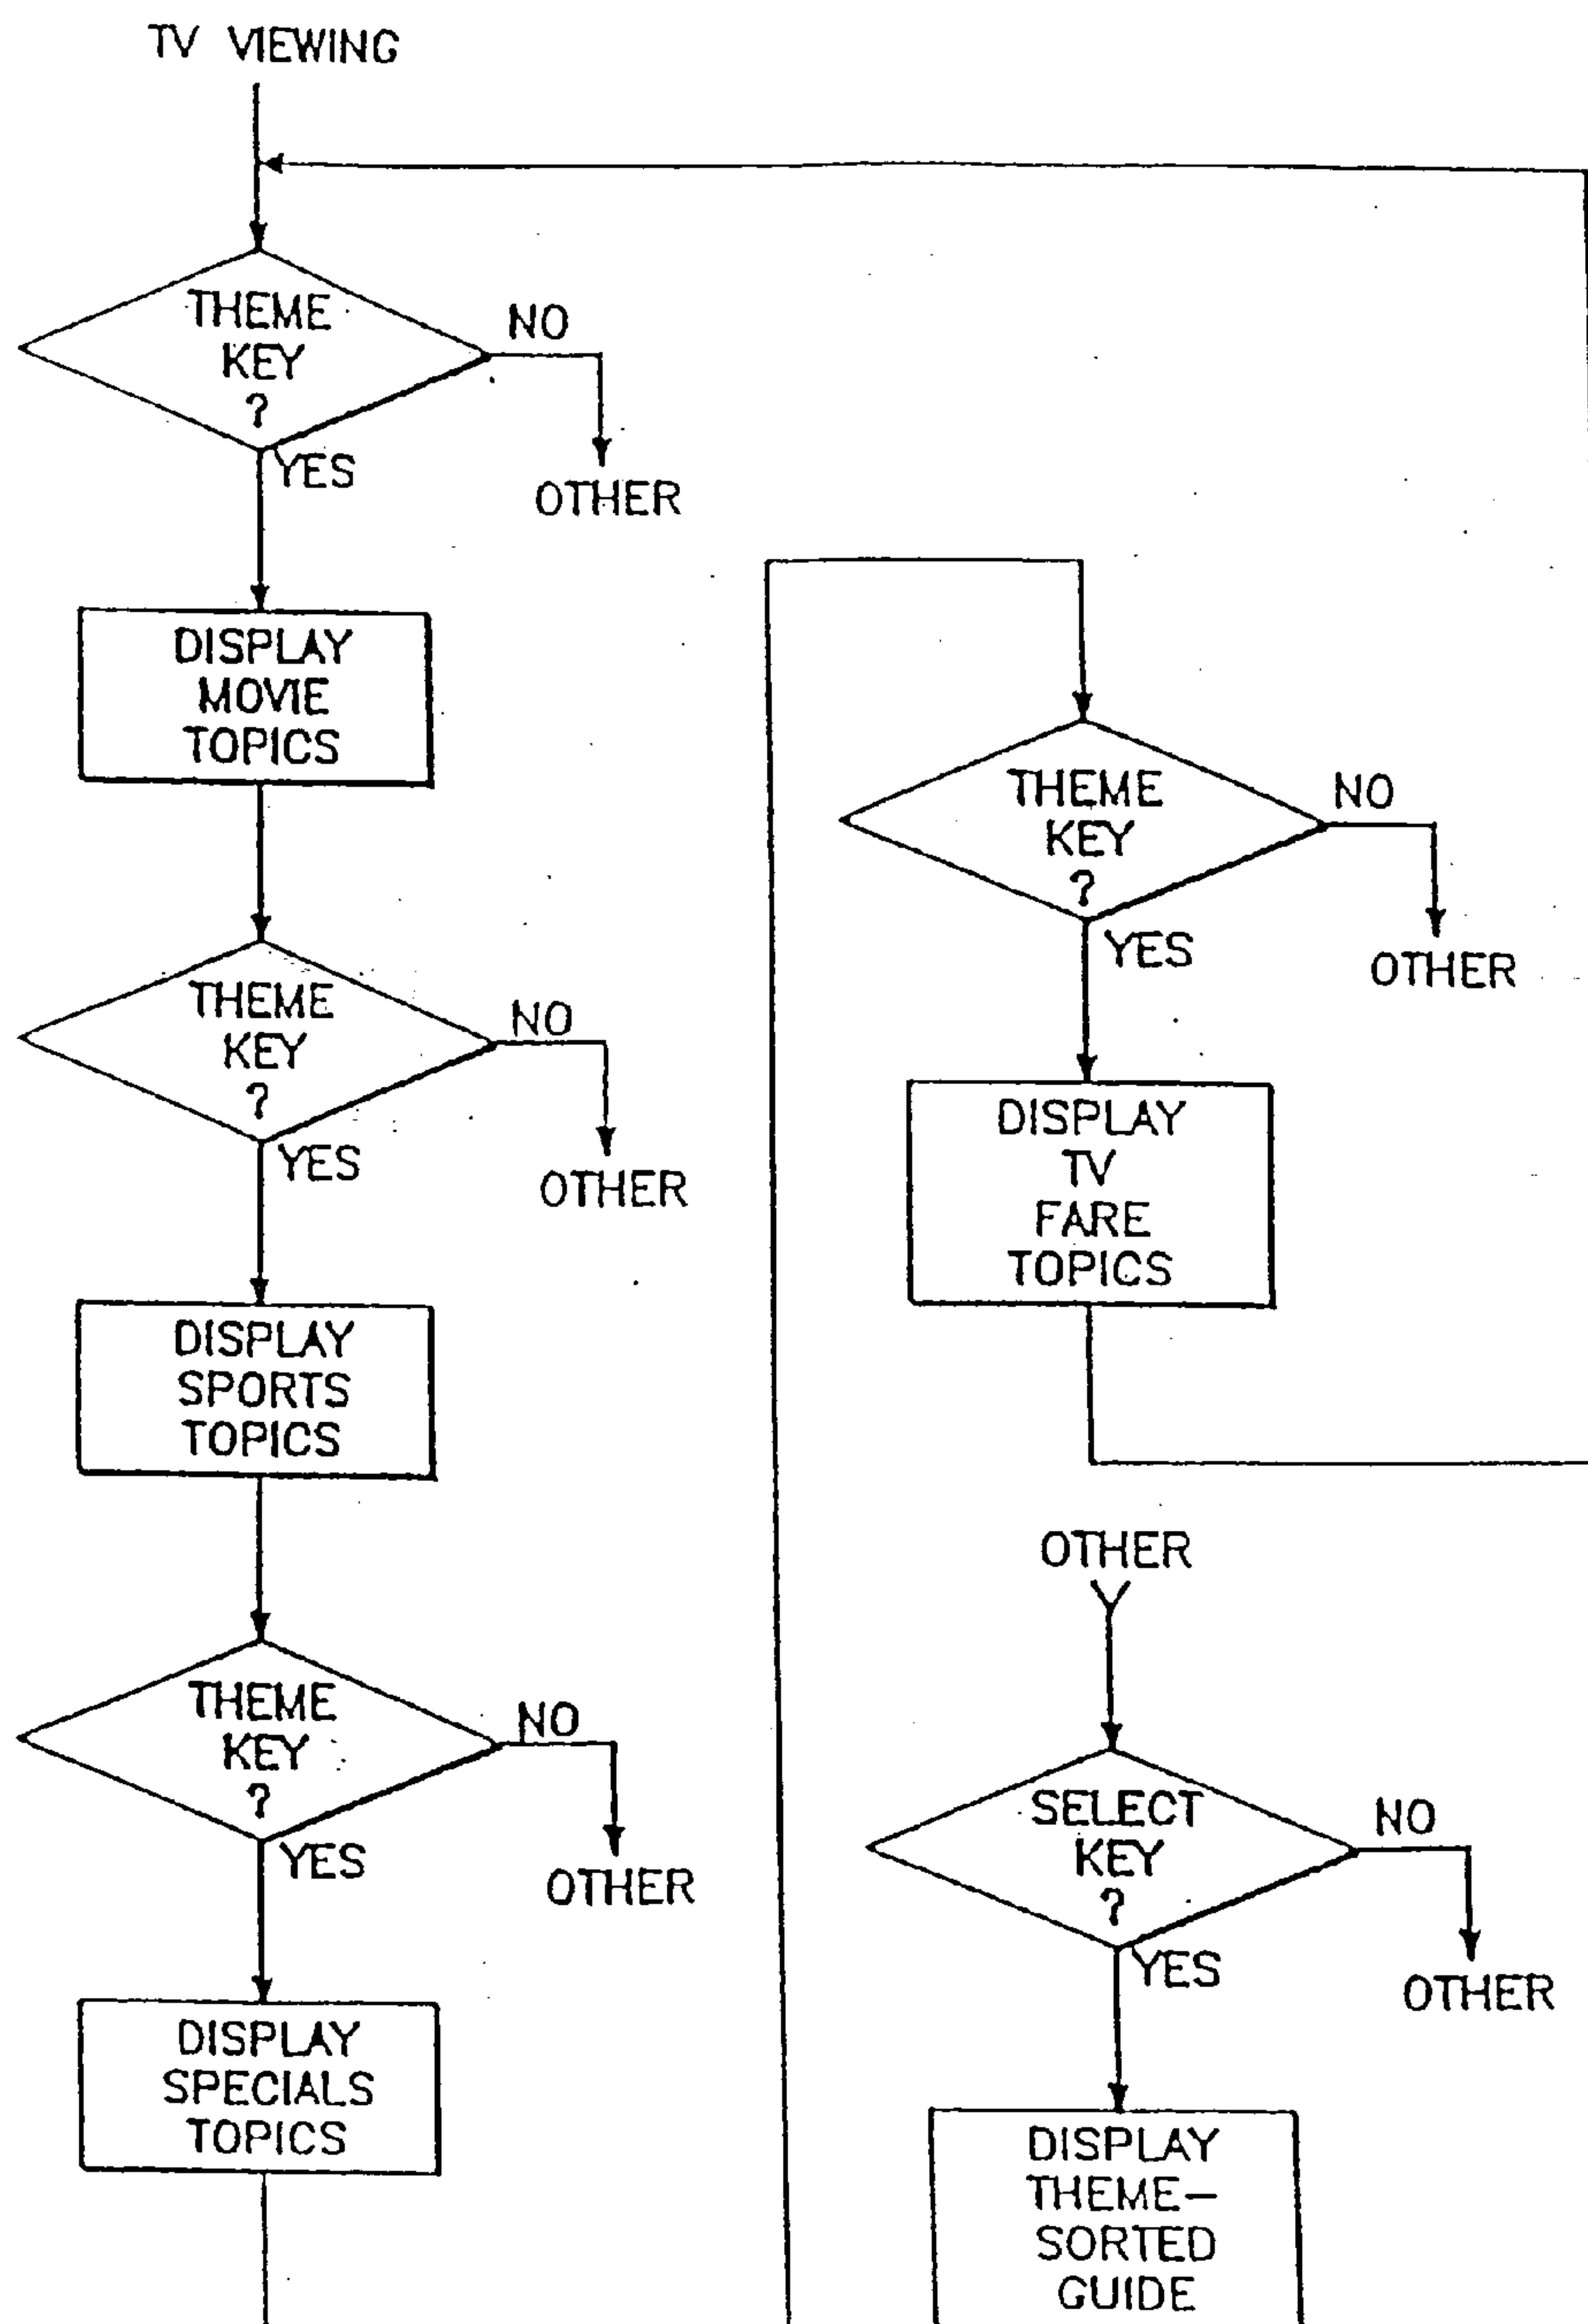 TV VIEWING
THEME
KEY
?
NO
YES
OTHER
DISPLAY
MOVIE
TOPICS
THEME
KEY
?
NO
YES
OTHER
DISPLAY
SPORTS
TOPICS
THEME
KEY
?
NO
YES
OTHER
DISPLAY
SPECIALS
TOPICS
THEME
KEY
?
NO
YES
OTHER
DISPLAY
TV
FARE
TOPICS
OTHER
SELECT
KEY
?
NO
YES
OTHER
DISPLAY
THEME-
SORTED
GUIDE